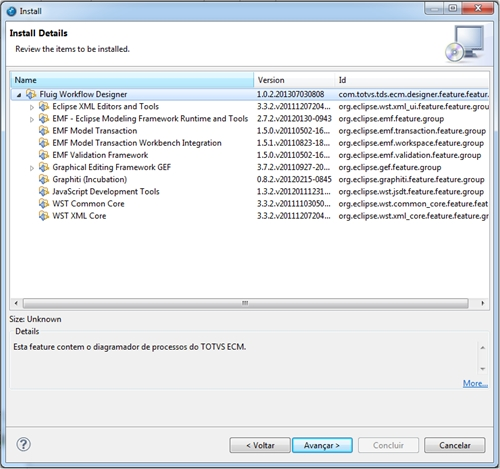 Install
Install Details
Review the items to be installed.
Name Version Id
Fluig Workflow Designer 1.0.2.201307030808 com.totvs.tds.ecm.designer.feature.featur
Eclipse XML Editors and Tools 3.3.2.v20111207204... org.eclipse.wst.xml_ui.feature.feature.grou
EMF - Eclipse Modeling Framework Runtime and Tools 2.7.2.v20120130-0943 org.eclipse.emf.feature.group
EMF Model Transaction 1.5.0.v20110502-16... org.eclipse.emf.transaction.feature.group
EMF Model Transaction Workbench Integration 1.5.1.v20110823-18... org.eclipse.emf.workspace.feature.group
EMF Validation Framework 1.5.0.v20110502-16... org.eclipse.emf.validation.feature.group
Graphical Editing Framework GEF 3.7.2.v20110927-20... org.eclipse.gef.feature.group
Graphiti (Incubation) 0.8.2.v20120215-0845 org.eclipse.graphiti.feature.feature.group
JavaScript Development Tools 1.3.2.v20120111231... org.eclipse.wst.jsdt.feature.feature.group
WST Common Core 3.3.2.v20111103050... org.eclipse.wst.common_core.feature.feat
WST XML Core 3.3.2.v20111207204... org.eclipse.wst.xml_core.feature.feature.gr
Size: Unknown
Details
Esta feature contem o diagramador de processos do TOTVS ECM.
More...
< Voltar Avançar > Concluir Cancelar